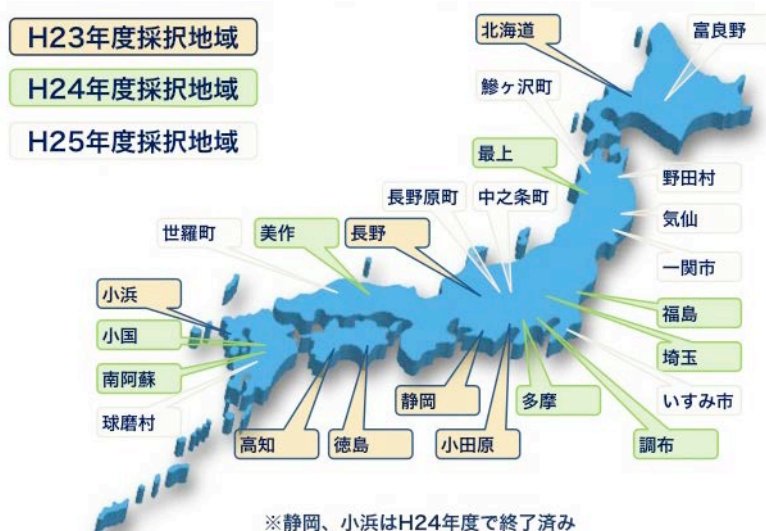 H23年度採択地域
H24年度採択地域
H25年度採択地域
北海道
富良野
鰺ヶ沢町
最上
野田村
長野原町
中之条町
気仙
世羅町
美作
長野
一関市
小浜
福島
小国
埼玉
南阿蘇
静岡
多摩
いすみ市
球磨村
高知
徳島
小田原
調布
※静岡、小浜はH24年度で終了済み